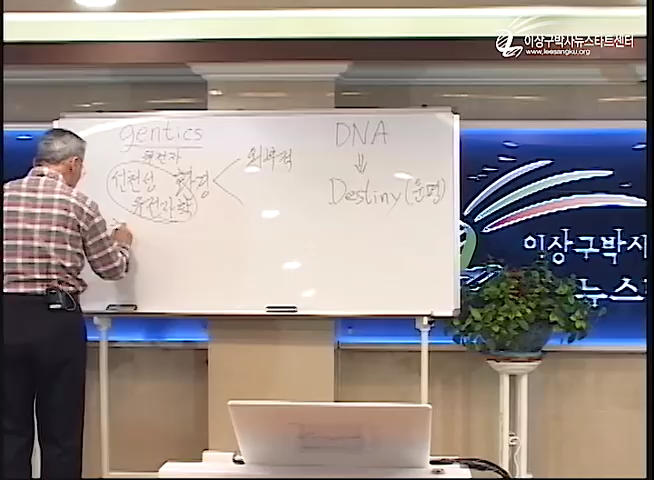 이상구박사뉴스타트센터
www.leesangku.org
gentics
유전자
선천성 환경
유전자학
외부적
DNA
⇓
Destiny(운명)
이상구박사
뉴스